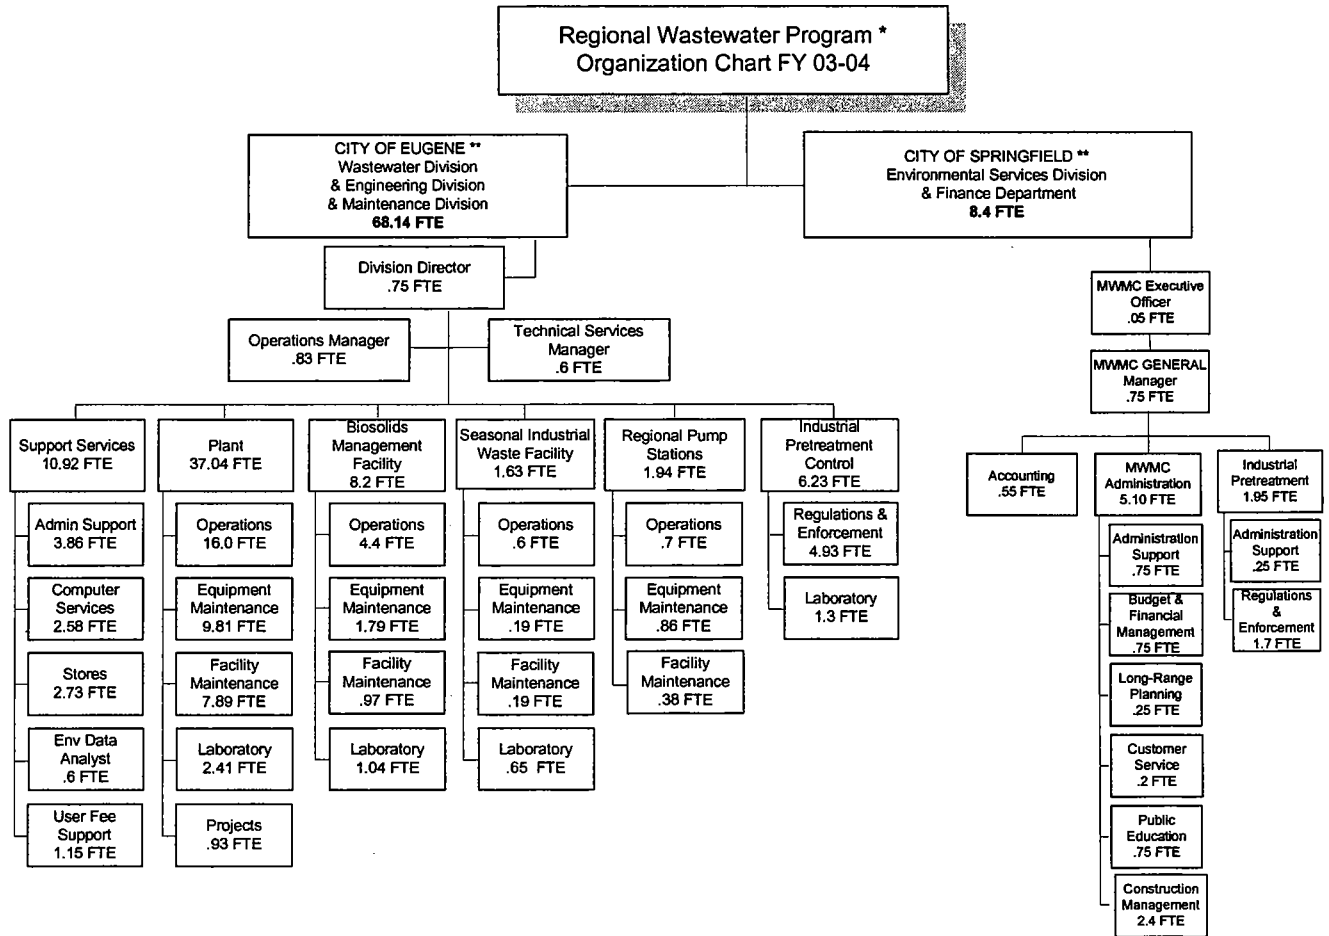 Regional Wastewater Program *
Organization Chart FY 03-04
CITY OF EUGENE **
Wastewater Division
& Engineering Division
& Maintenance Division
68.14 FTE
CITY OF SPRINGFIELD **
Environmental Services Division
& Finance Department
8.4 FTE
Division Director
.75 FTE
Operations Manager
.83 FTE
Technical Services
Manager
.6 FTE
MWMC Executive
Officer
.05 FTE
MWMC GENERAL
Manager
.75 FTE
Support Services
10.92 FTE
Admin Support
3.86 FTE
Computer
Services
2.58 FTE
Stores
2.73 FTE
Env Data
Analyst
.6 FTE
User Fee
Support
1.15 FTE
Plant
37.04 FTE
Operations
16.0 FTE
Equipment
Maintenance
9.81 FTE
Facility
Maintenance
7.89 FTE
Laboratory
2.41 FTE
Projects
.93 FTE
Biosolids
Management
Facility
8.2 FTE
Operations
4.4 FTE
Equipment
Maintenance
1.79 FTE
Facility
Maintenance
.97 FTE
Laboratory
1.04 FTE
Seasonal Industrial
Waste Facility
1.63 FTE
Operations
.6 FTE
Equipment
Maintenance
.19 FTE
Facility
Maintenance
.19 FTE
Laboratory
.65 FTE
Regional Pump
Stations
1.94 FTE
Operations
.7 FTE
Equipment
Maintenance
.86 FTE
Facility
Maintenance
.38 FTE
Industrial
Pretreatment
Control
6.23 FTE
Regulations &
Enforcement
4.93 FTE
Laboratory
1.3 FTE
Accounting
.55 FTE
MWMC
Administration
5.10 FTE
Administration
Support
.75 FTE
Budget &
Financial
Management
.75 FTE
Long-Range
Planning
.25 FTE
Customer
Service
.2 FTE
Public
Education
.75 FTE
Construction
Management
2.4 FTE
Industrial
Pretreatment
1.95 FTE
Administration
Support
.25 FTE
Regulations
&
Enforcement
1.7 FTE